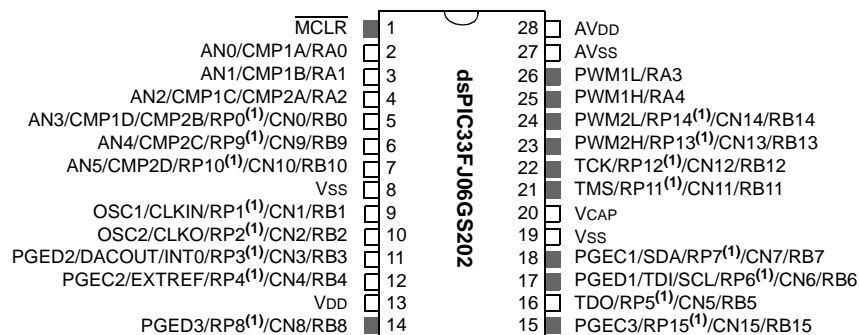 MCLR 1 28 AVDD
AN0/CMP1A/RA0 2 27 AVSS
AN1/CMP1B/RA1 3 26 PWM1L/RA3
AN2/CMP1C/CMP2A/RA2 4 25 PWM1H/RA4
AN3/CMP1D/CMP2B/RP0(1)/CN0/RB0 5 24 PWM2L/RP14(1)/CN14/RB14
AN4/CMP2C/RP9(1)/CN9/RB9 6 23 PWM2H/RP13(1)/CN13/RB13
AN5/CMP2D/RP10(1)/CN10/RB10 7 22 TCK/RP12(1)/CN12/RB12
VSS 8 21 TMS/RP11(1)/CN11/RB11
OSC1/CLKIN/RP1(1)/CN1/RB1 9 20 VCAP
OSC2/CLKO/RP2(1)/CN2/RB2 10 19 VSS
PGED2/DACOUT/INT0/RP3(1)/CN3/RB3 11 18 PGEC1/SDA/RP7(1)/CN7/RB7
PGEC2/EXTREF/RP4(1)/CN4/RB4 12 17 PGED1/TDI/SCL/RP6(1)/CN6/RB6
VDD 13 16 TDO/RP5(1)/CN5/RB5
PGED3/RP8(1)/CN8/RB8 14 15 PGEC3/RP15(1)/CN15/RB15
dsPIC33FJ06GS202